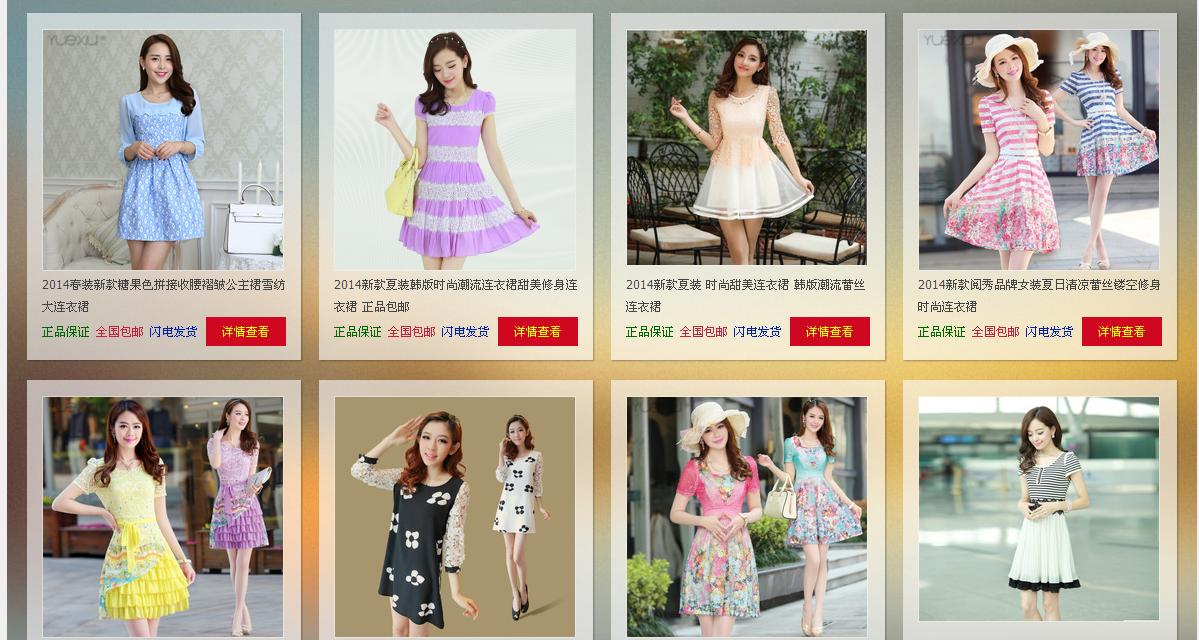 YUEXIU
2014春装新款糖果色拼接收腰褶皱公主裙雪纺
大连衣裙
正品保证 全国包邮 闪电发货 详情查看
2014新款夏装韩版时尚潮流连衣裙甜美修身连
衣裙 正品包邮
正品保证 全国包邮 闪电发货 详情查看
2014新款夏装 时尚甜美连衣裙 韩版潮流蕾丝
连衣裙
正品保证 全国包邮 闪电发货 详情查看
YUEXIU
2014新款阅秀品牌女装夏日清凉蕾丝镂空修身
时尚连衣裙
正品保证 全国包邮 闪电发货 详情查看